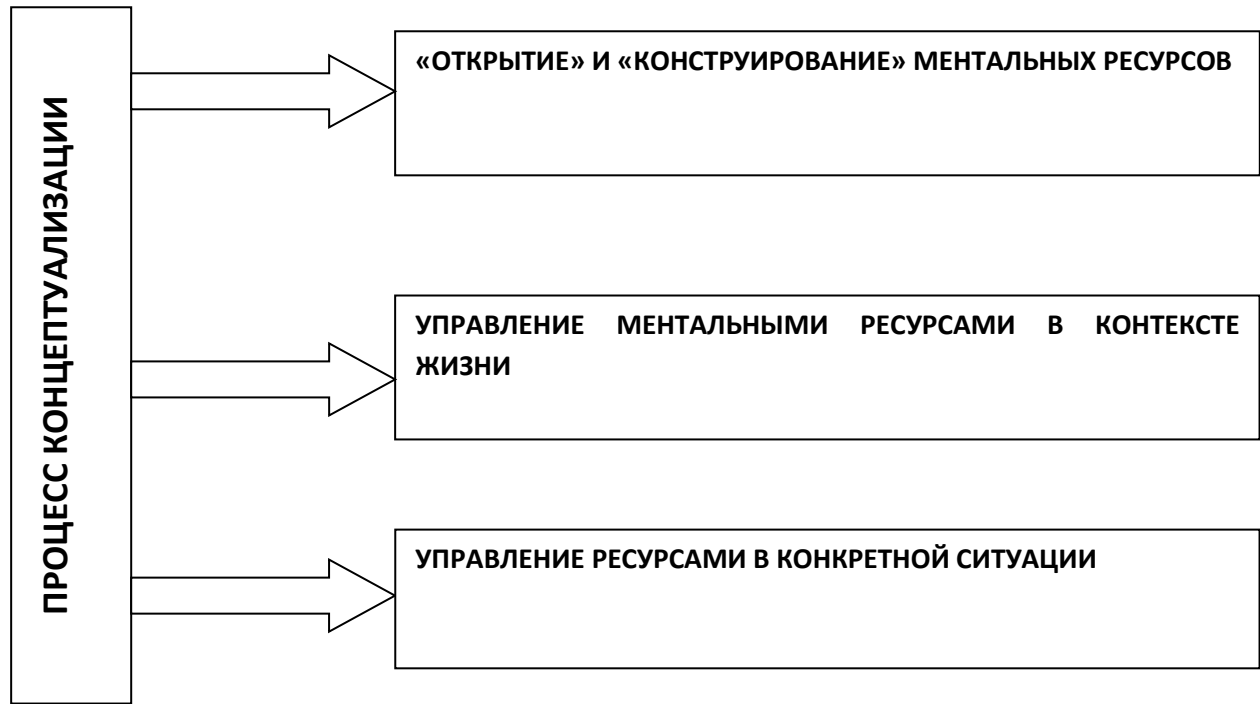 ПРОЦЕСС КОНЦЕПТУАЛИЗАЦИИ
«ОТКРЫТИЕ» И «КОНСТРУИРОВАНИЕ» МЕНТАЛЬНЫХ РЕСУРСОВ
УПРАВЛЕНИЕ МЕНТАЛЬНЫМИ РЕСУРСАМИ В КОНТЕКСТЕ
ЖИЗНИ
УПРАВЛЕНИЕ РЕСУРСАМИ В КОНКРЕТНОЙ СИТУАЦИИ